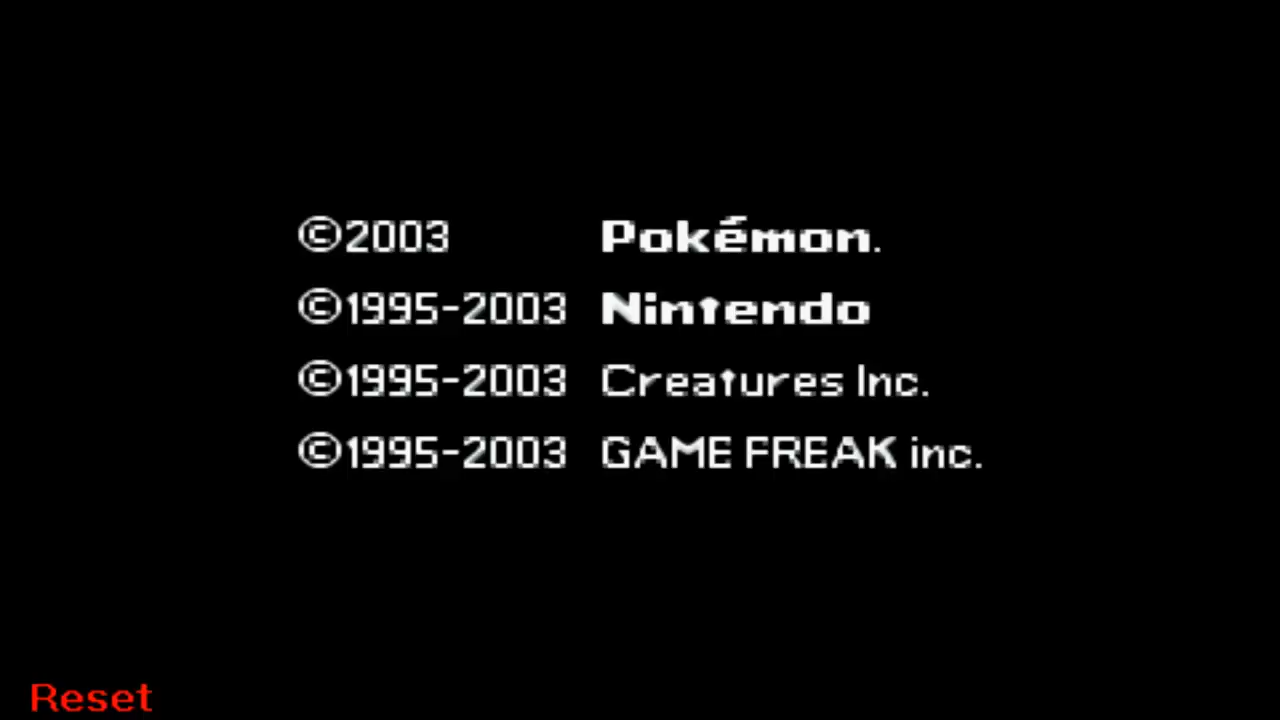 ©2003 Pokémon.
©1995-2003 Nintendo
©1995-2003 Creatures Inc.
©1995-2003 GAME FREAK inc.
Reset